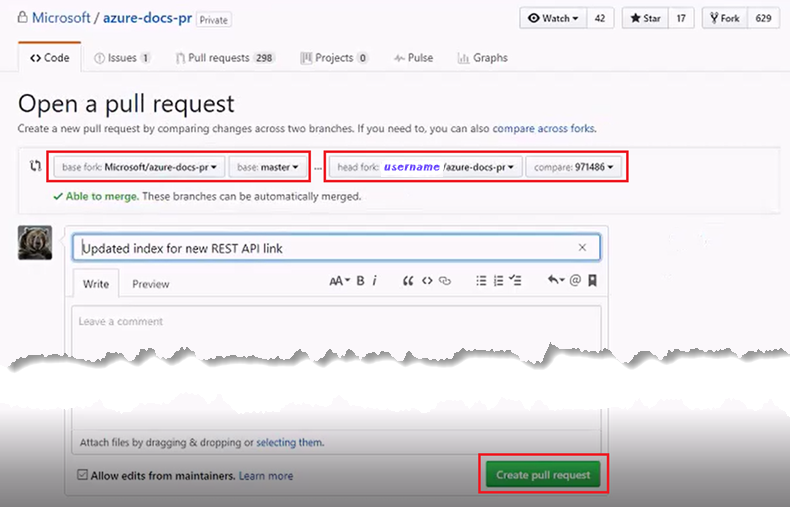 Microsoft / azure-docs-pr Private
Watch 42 Star 17 Fork 629
Code Issues 1 Pull requests 298 Projects 0 Pulse Graphs
Open a pull request
Create a new pull request by comparing changes across two branches. If you need to, you can also compare across forks.
base fork: Microsoft/azure-docs-pr base: master ... head fork: username /azure-docs-pr compare: 971486
Able to merge. These branches can be automatically merged.
Updated index for new REST API link
Write Preview AA B i
Leave a comment
Attach files by dragging & dropping or selecting them.
Allow edits from maintainers. Learn more Create pull request